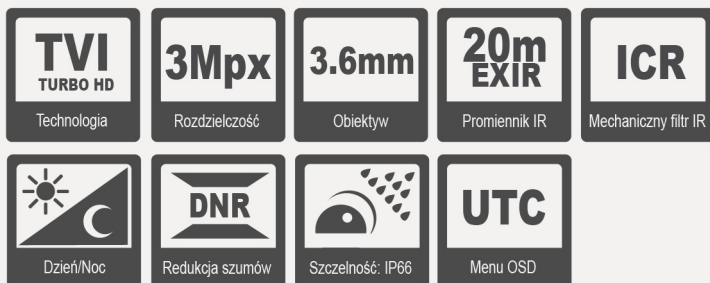 TVI
TURBO HD
Technologia
3Mpx
Rozdzielczość
3.6mm
Obiektyw
20m
EXIR
Promiennik IR
ICR
Mechaniczny filtr IR
Dzień/Noc
DNR
Redukcja szumów
Szczelność: IP66
UTC
Menu OSD